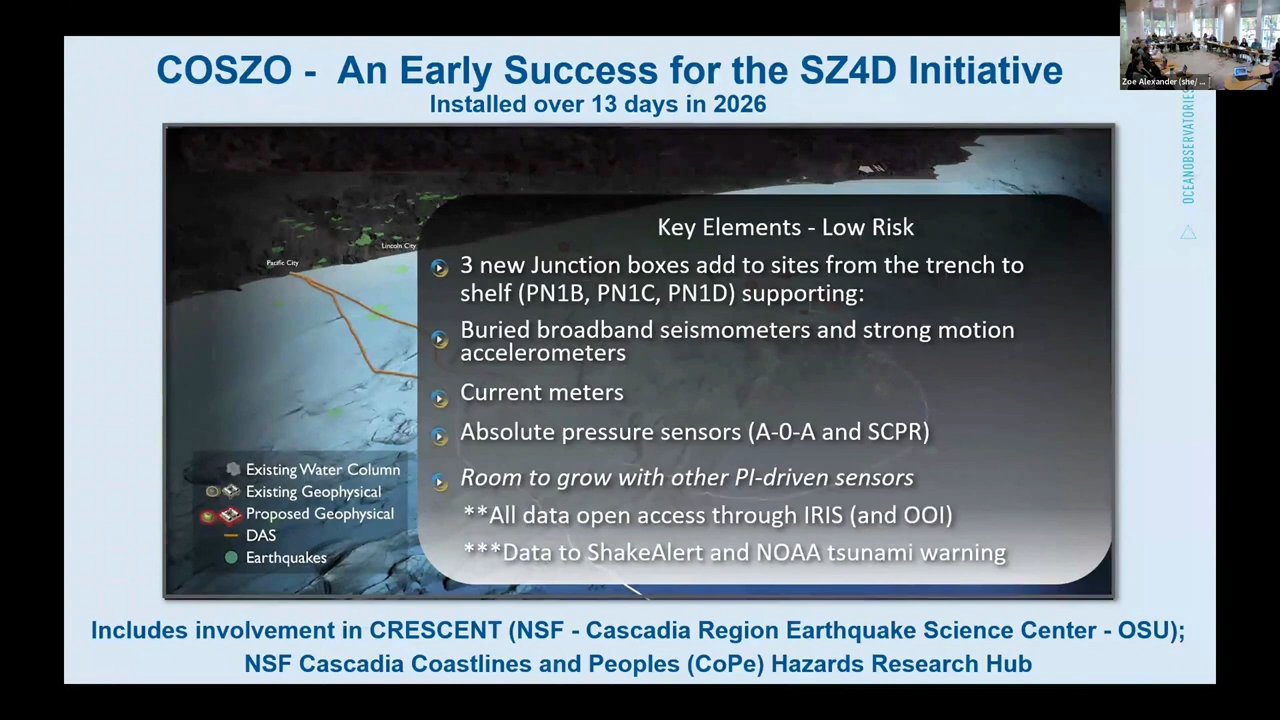 COSZO - An Early Success for the SZ4D Initiative
Installed over 13 days in 2026
Zoe Alexander (she/ ...
OCEANOBSERVATORIES
Lincoln City
Pacific City
Key Elements - Low Risk
3 new Junction boxes add to sites from the trench to
shelf (PN1B, PN1C, PN1D) supporting:
Buried broadband seismometers and strong motion
accelerometers
Current meters
Absolute pressure sensors (A-0-A and SCPR)
Room to grow with other PI-driven sensors
**All data open access through IRIS (and OOI)
***Data to ShakeAlert and NOAA tsunami warning
Existing Water Column
Existing Geophysical
Proposed Geophysical
DAS
Earthquakes
Includes involvement in CRESCENT (NSF - Cascadia Region Earthquake Science Center - OSU);
NSF Cascadia Coastlines and Peoples (CoPe) Hazards Research Hub